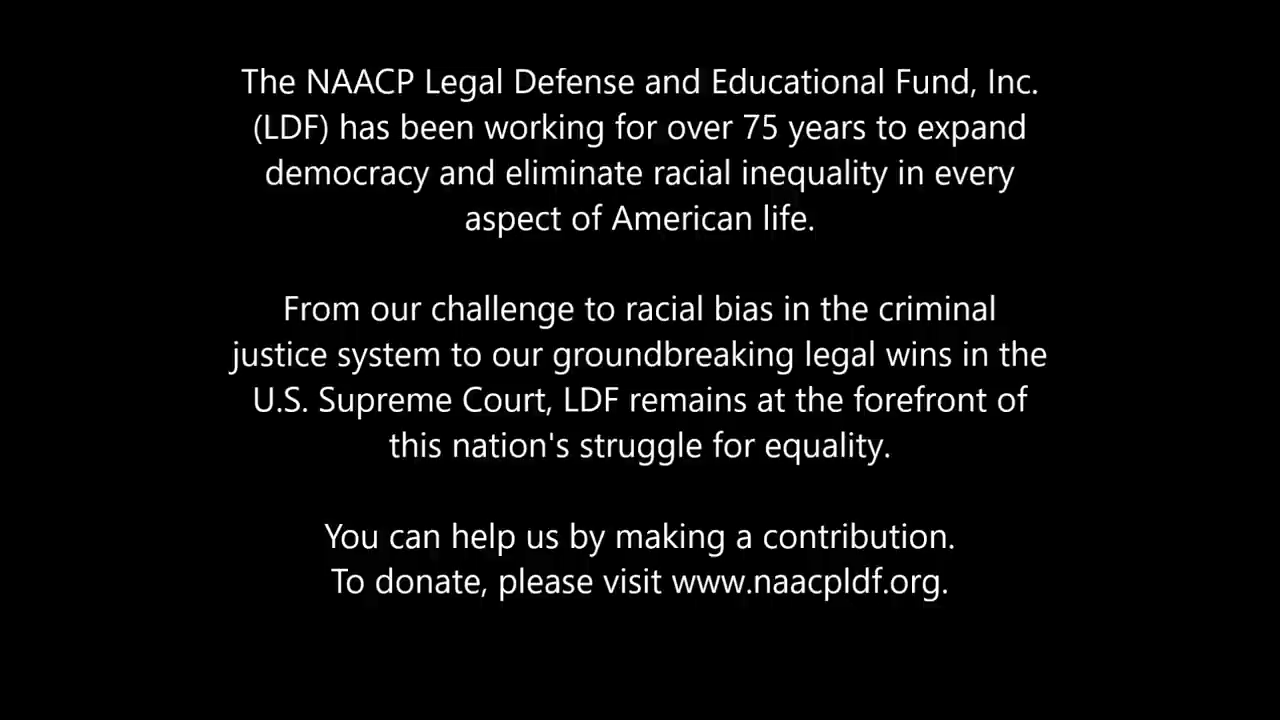 The NAACP Legal Defense and Educational Fund, Inc.
(LDF) has been working for over 75 years to expand
democracy and eliminate racial inequality in every
aspect of American life.
From our challenge to racial bias in the criminal
justice system to our groundbreaking legal wins in the
U.S. Supreme Court, LDF remains at the forefront of
this nation's struggle for equality.
You can help us by making a contribution.
To donate, please visit www.naacpldf.org.